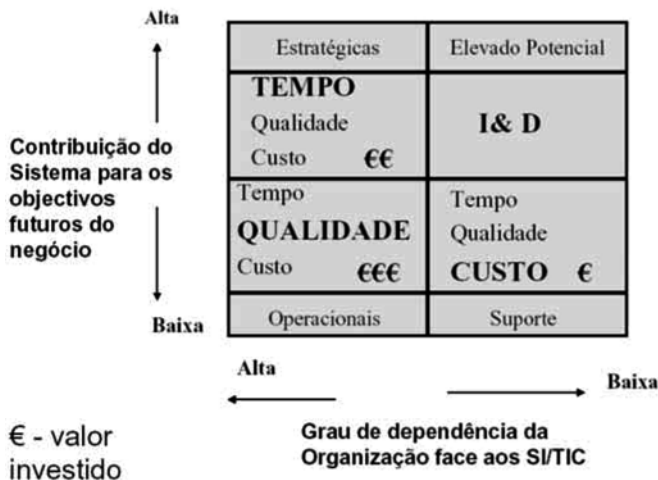 Alta
Contribuição do
Sistema para os
objectivos
futuros do
negócio
Baixa
Estratégicas
Elevado Potencial
TEMPO
Qualidade
Custo €€
I& D
Tempo
QUALIDADE
Custo €€€
Tempo
Qualidade
CUSTO €
Operacionais
Suporte
Alta
Baixa
Grau de dependência da
Organização face aos SI/TIC
€ - valor
investido